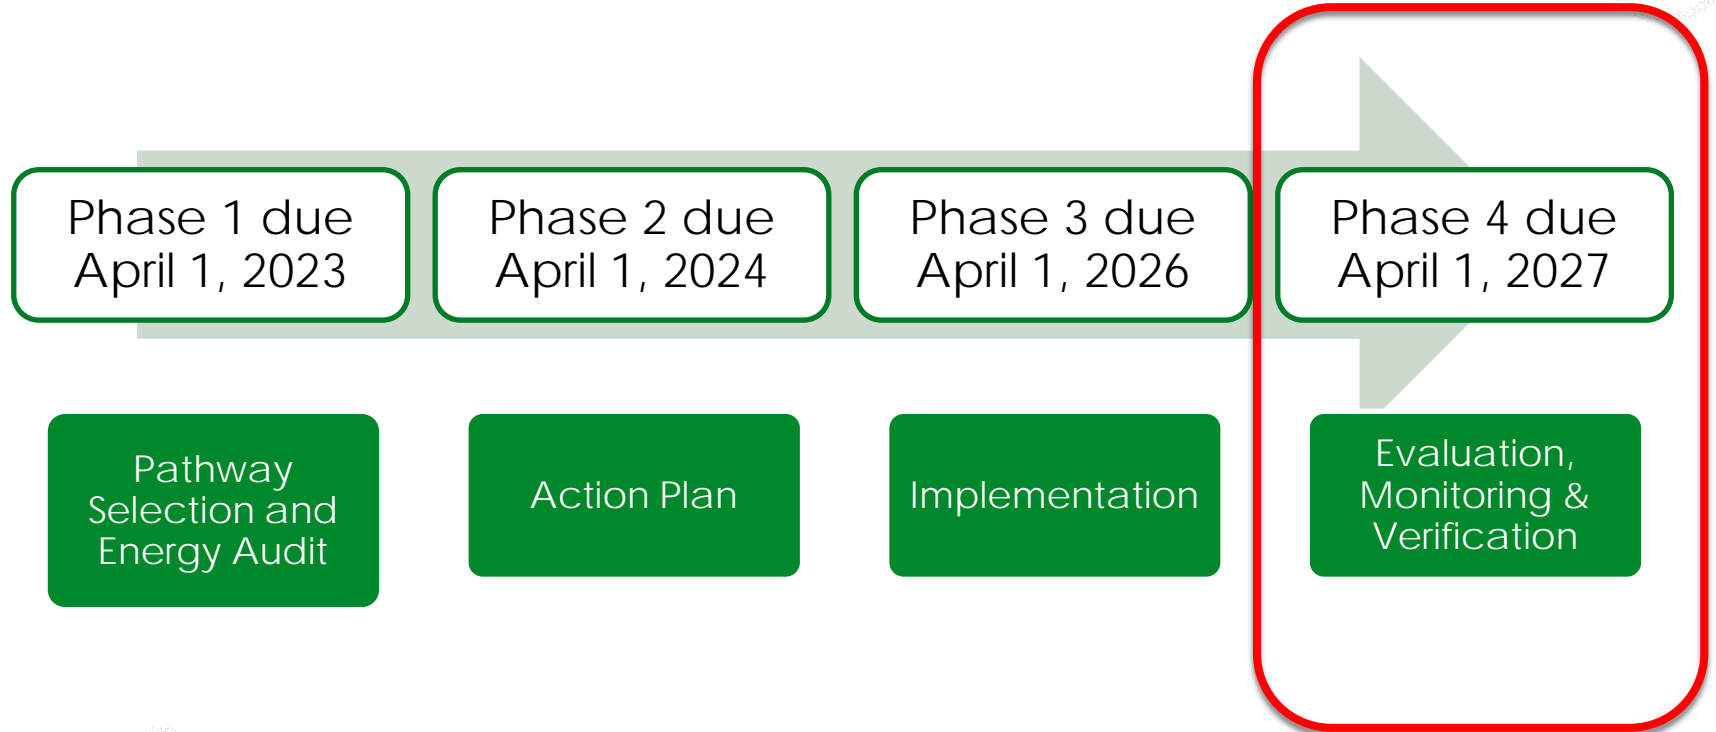 Phase 1 due
April 1, 2023
Phase 2 due
April 1, 2024
Phase 3 due
April 1, 2026
Phase 4 due
April 1, 2027
Pathway
Selection and
Energy Audit
Action Plan
Implementation
Evaluation,
Monitoring &
Verification